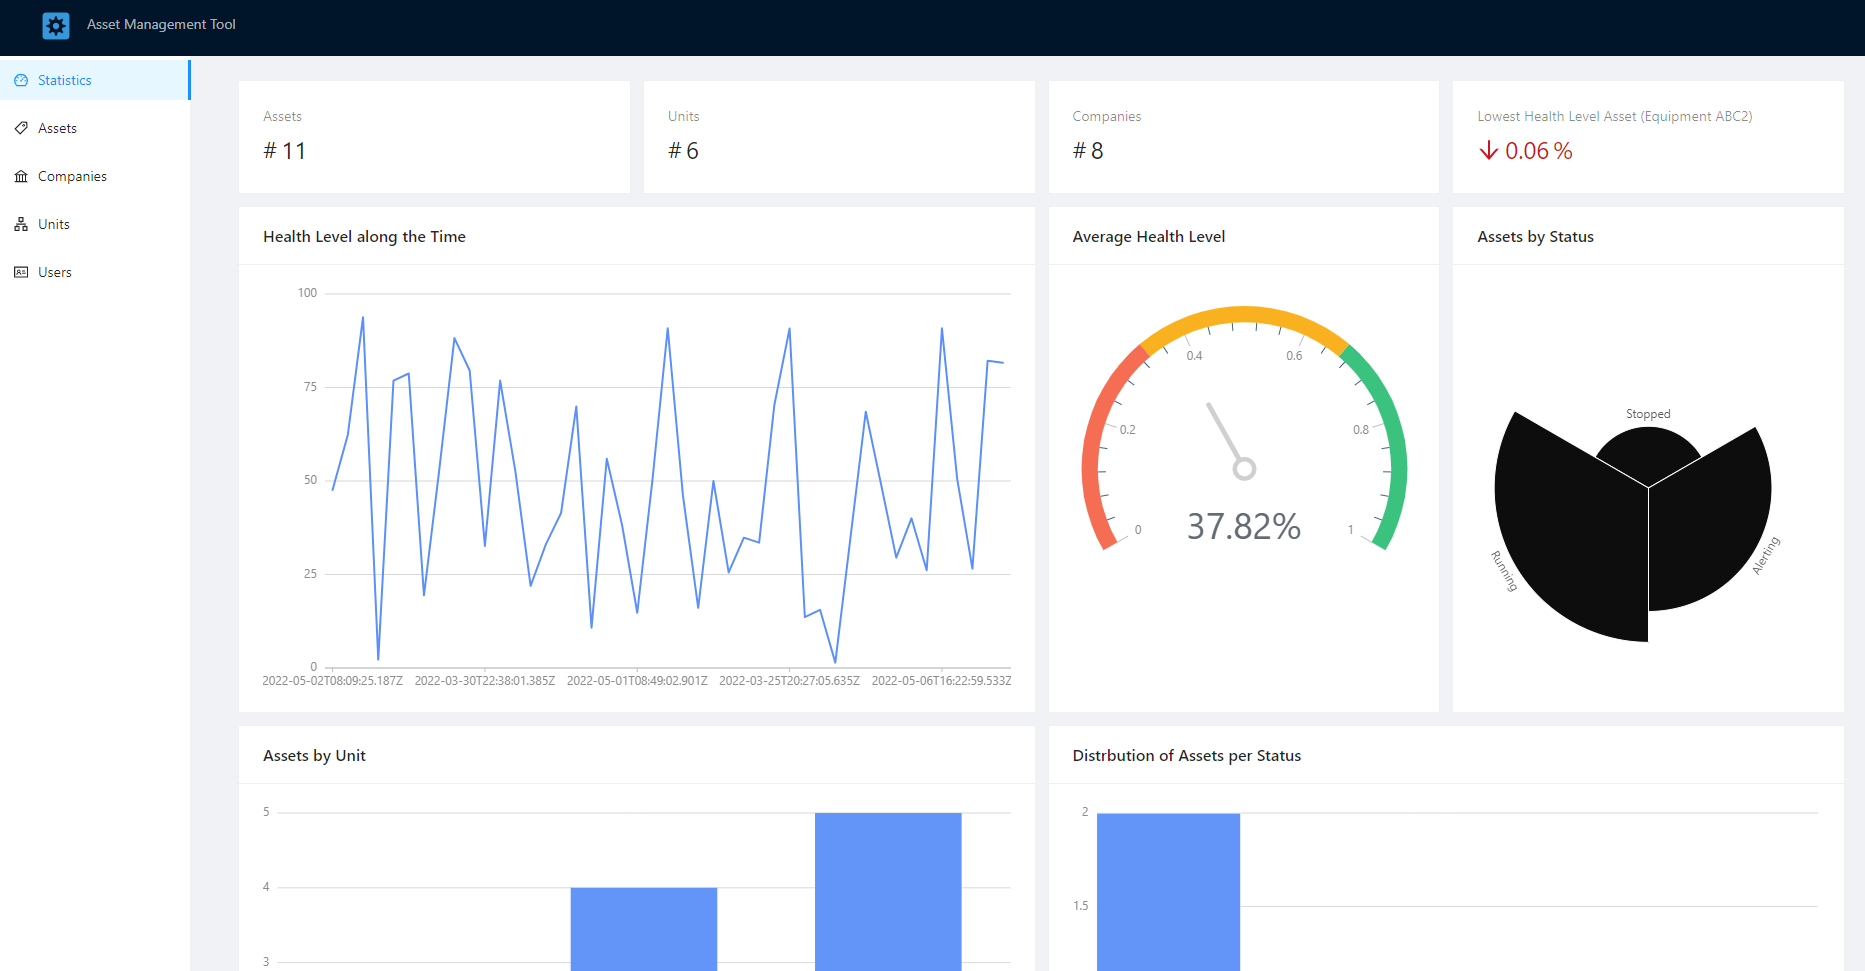 Asset Management Tool
Statistics
Assets
Companies
Units
Users
Assets
# 11
Units
# 6
Companies
# 8
Lowest Health Level Asset (Equipment ABC2)
0.06 %
Health Level along the Time
100
75
50
25
0
2022-05-02T08:09:25.187Z 2022-03-30T22:38:01.385Z 2022-05-01T08:49:02.901Z 2022-03-25T20:27:05.635Z 2022-05-06T16:22:59.533Z
Average Health Level
0.4 0.6
0.2 0.8
0 1
37.82%
Assets by Status
Stopped
Running
Alerting
Assets by Unit
5
4
3
Distrbution of Assets per Status
2
1.5